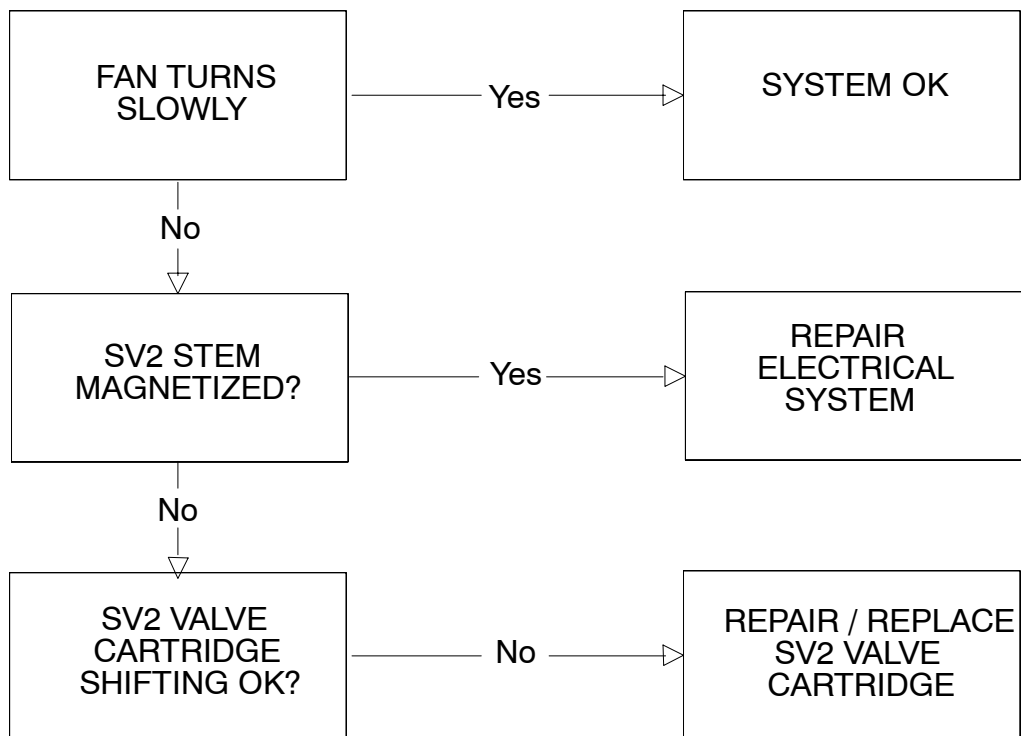 FAN TURNS
SLOWLY
Yes
SYSTEM OK
No
SV2 STEM
MAGNETIZED?
Yes
REPAIR
ELECTRICAL
SYSTEM
No
SV2 VALVE
CARTRIDGE
SHIFTING OK?
No
REPAIR / REPLACE
SV2 VALVE
CARTRIDGE